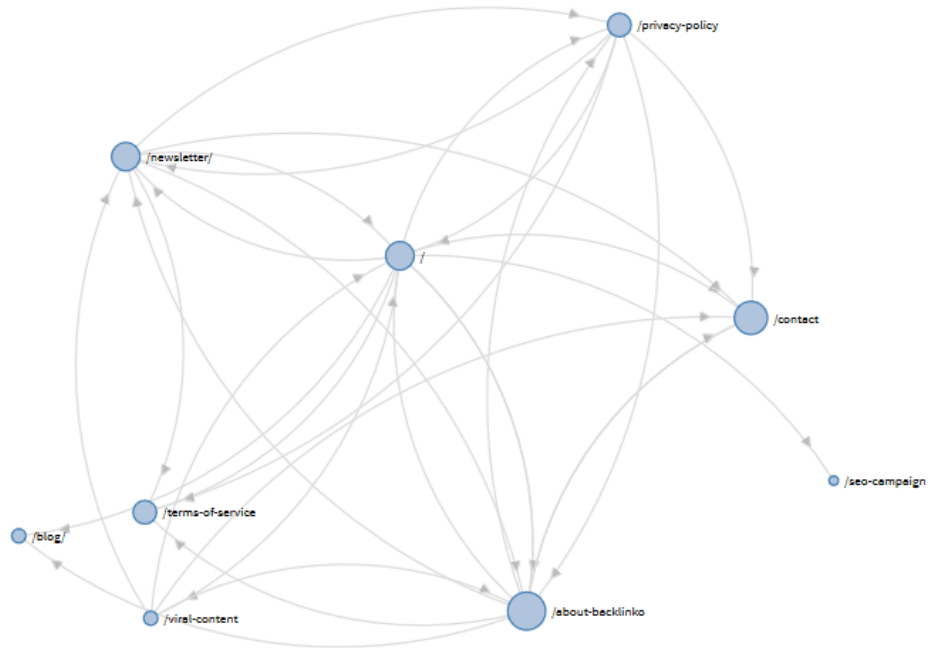 /privacy-policy
/newsletter/
/
/contact
/seo-campaign
/terms-of-service
/blog/
/viral-content
/about-backlinko